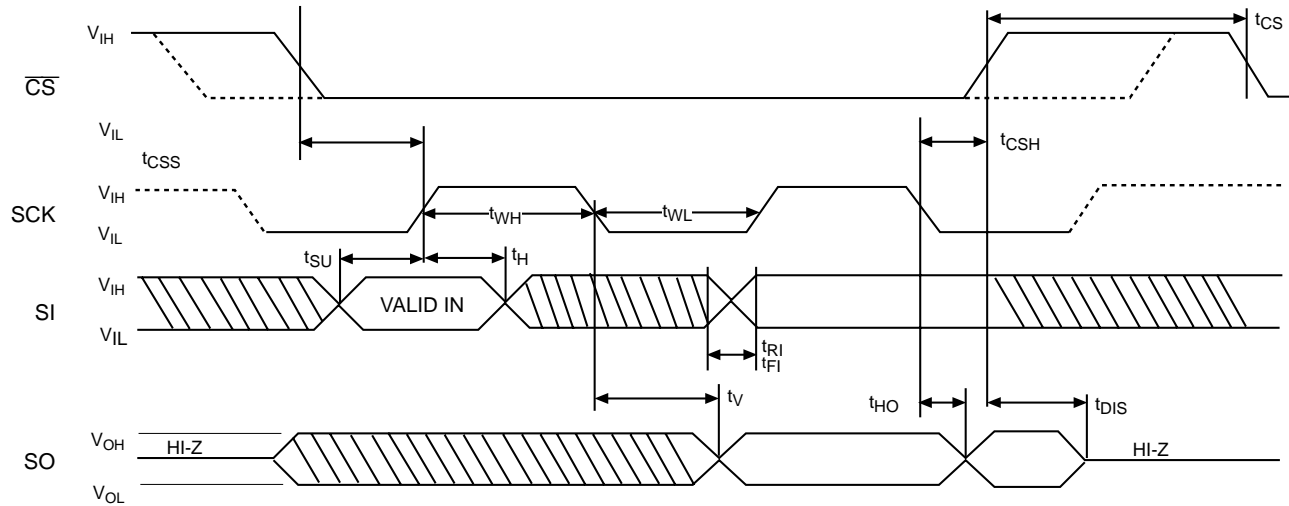 VIH
tCS
CS
VIL
tCSS
tCSH
VIH
SCK
tWH
tWL
VIL
tSU
tH
VIH
SI
VALID IN
VIL
tRI
tFI
tV
tHO
tDIS
VOH
HI-Z
HI-Z
SO
VOL